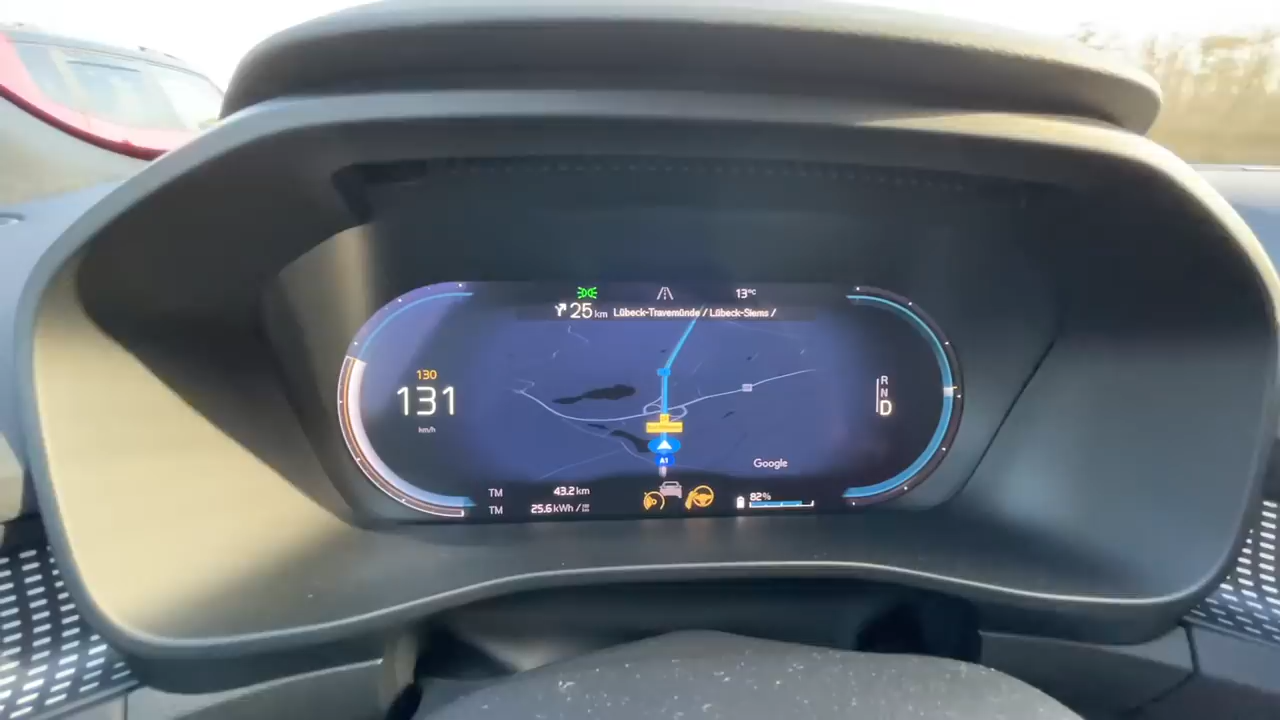 13°C
25 km Lübeck-Travemünde / Lübeck-Siems /
130
131
km/h
R
N
D
A1
Google
TM 43.2 km
TM 25.6 kWh /
82%